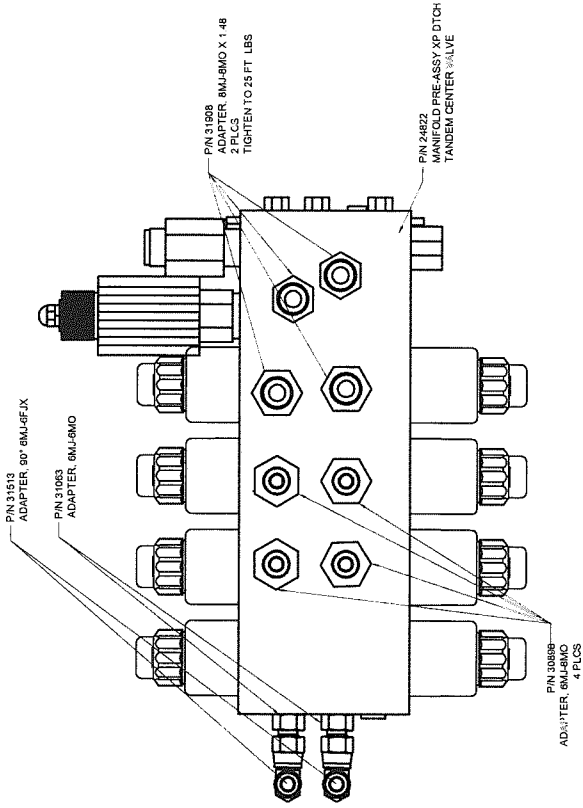 P/N 31513
ADAPTER, 90° 6MJ-6FJX
P/N 31063
ADAPTER, 6MJ-6MO
P/N 31908
ADAPTER, 8MJ-8MO X 1.48
2 PLCS
TIGHTEN TO 25 FT LBS
P/N 24822
MANIFOLD PRE-ASSY XP DTCH
TANDEM CENTER VALVE
P/N 30898
ADAPTER, 6MJ-8MO
4 PLCS